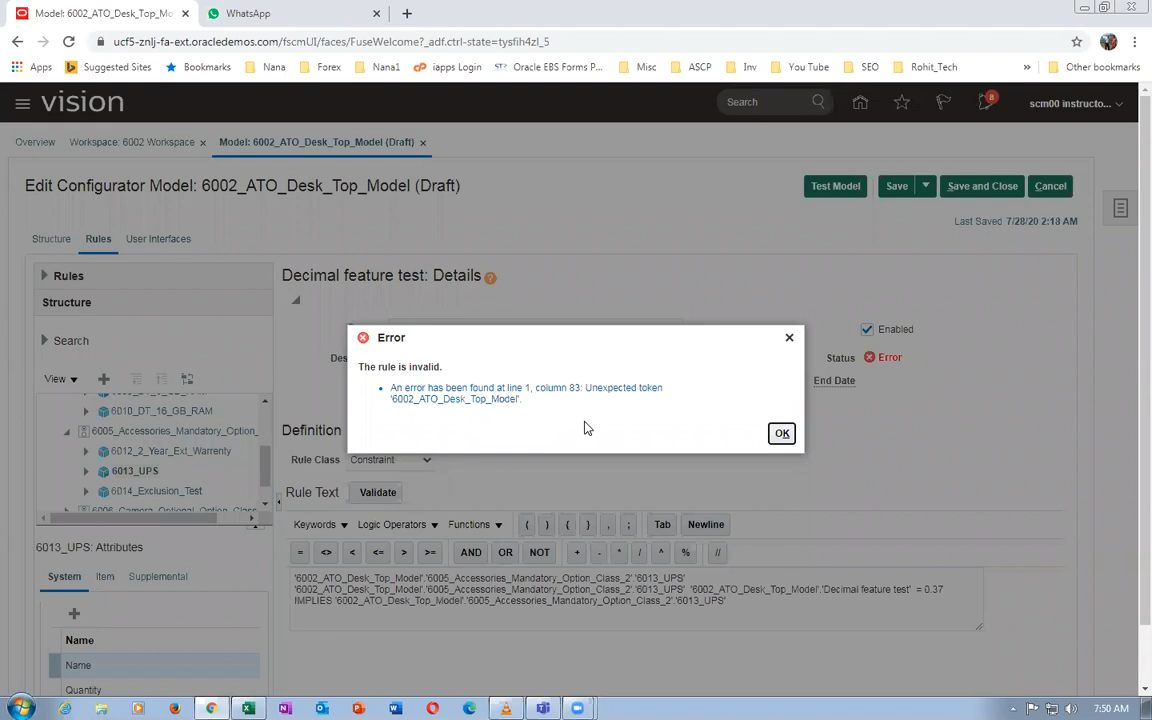 Model: 6002_ATO_Desk_Top_Mo × WhatsApp × +
ucf5-znlj-fa-ext.oracledemos.com/fscmUI/faces/FuseWelcome?_adf.ctrl-state=tysfih4zl_5
Apps Suggested Sites Bookmarks Nana Forex Nana1 iapps Login Oracle EBS Forms P... Misc ASCP Inv You Tube SEO Rohit_Tech » Other bookmarks
vision Search 8 scm00 instructo...
Overview Workspace: 6002 Workspace × Model: 6002_ATO_Desk_Top_Model (Draft) ×
Edit Configurator Model: 6002_ATO_Desk_Top_Model (Draft) Test Model Save Save and Close Cancel
Last Saved 7/28/20 2:18 AM
Structure Rules User Interfaces
Rules Decimal feature test: Details
Structure
Enabled
Error
Search
Des
Status Error
The rule is invalid.
View
End Date
An error has been found at line 1, column 83: Unexpected token
'6002_ATO_Desk_Top_Model'.
6010_DT_16_GB_RAM
6005_Accessories_Mandatory_Option_ Definition OK
6012_2_Year_Ext_Warrenty Rule Class Constraint
6013_UPS
6014_Exclusion_Test Rule Text Validate
6006_Camera_Optional_Option_Class_
Keywords Logic Operators Functions ( ) { } , ; Tab Newline
6013_UPS: Attributes = <> < <= > >= AND OR NOT + - * / ^ % //
System Item Supplemental '6002_ATO_Desk_Top_Model'.'6005_Accessories_Mandatory_Option_Class_2'.'6013_UPS'
'6002_ATO_Desk_Top_Model'.'6005_Accessories_Mandatory_Option_Class_2'.'6013_UPS' '6002_ATO_Desk_Top_Model'.'Decimal feature test' = 0.37
IMPLIES '6002_ATO_Desk_Top_Model'.'6005_Accessories_Mandatory_Option_Class_2'.'6013_UPS'
Name
Name
Quantity
7:50 AM